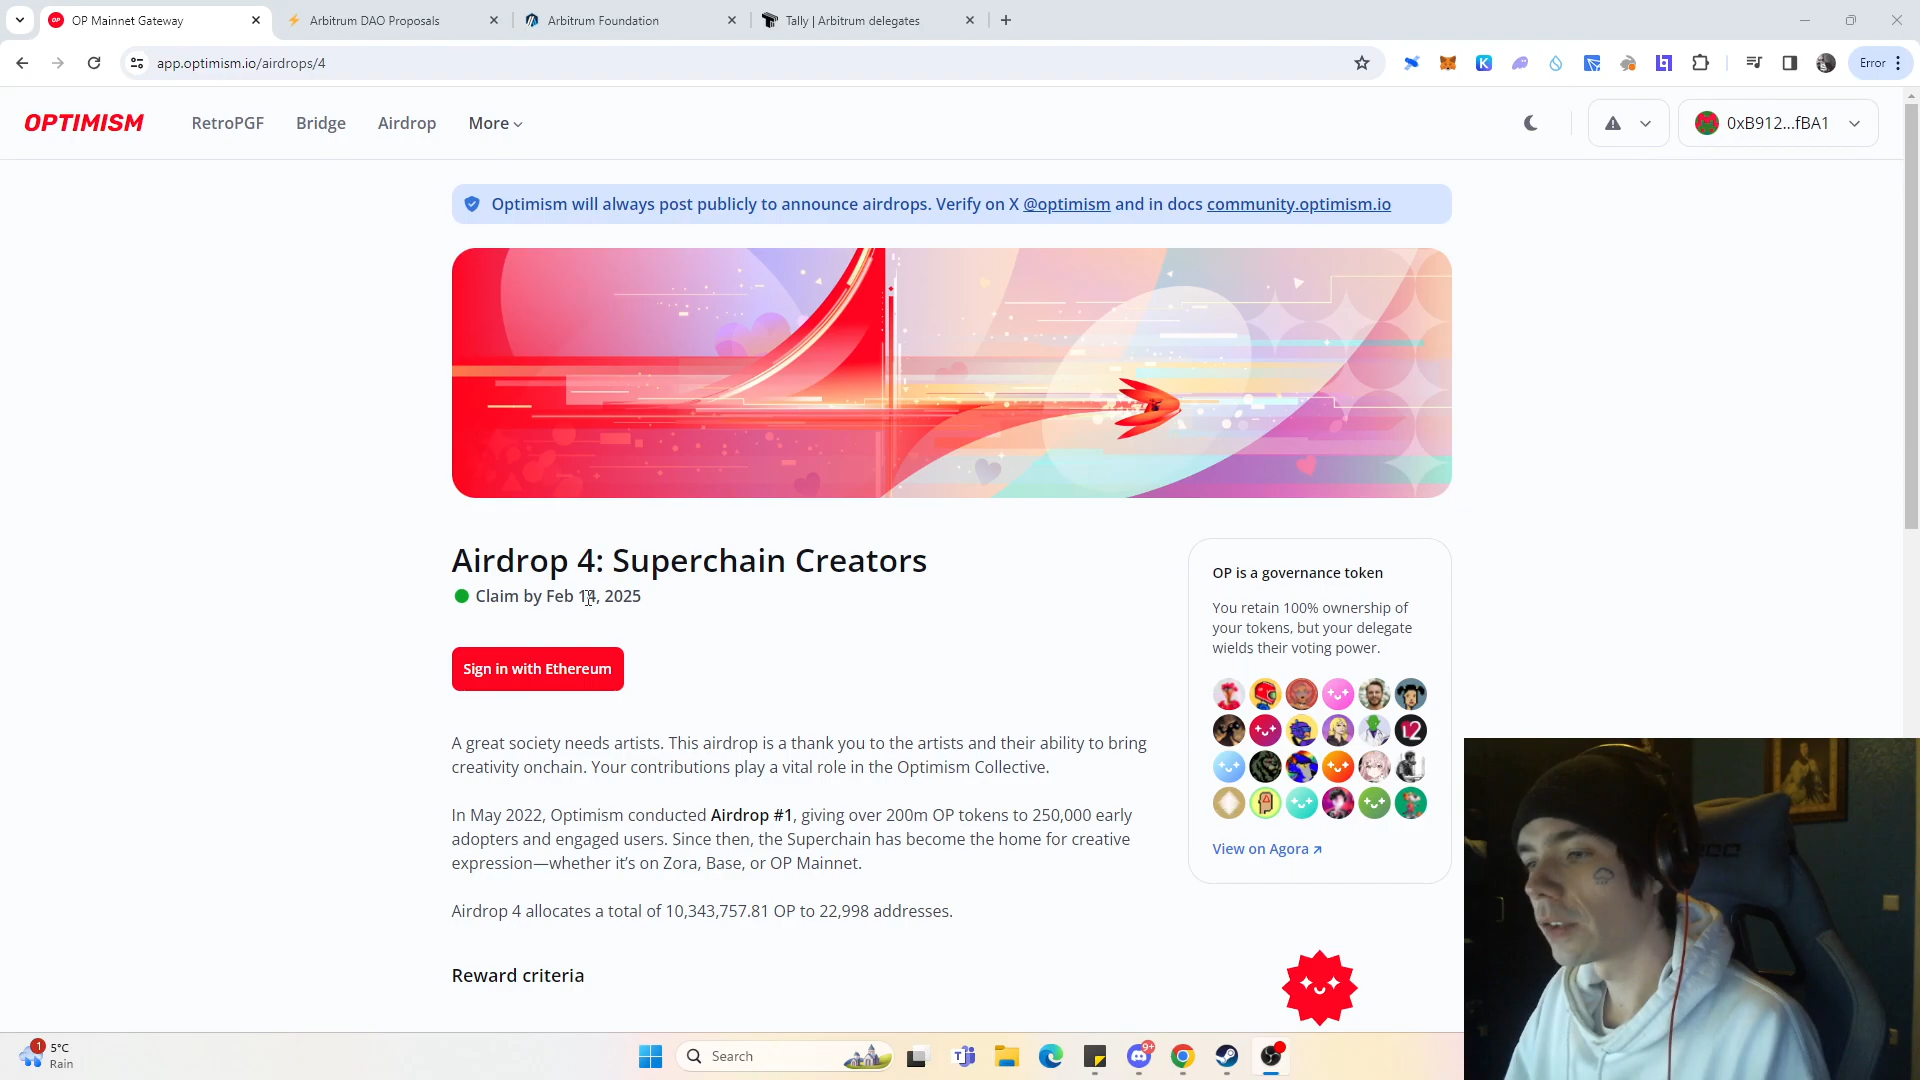 OP Mainnet Gateway
Arbitrum DAO Proposals
Arbitrum Foundation
Tally | Arbitrum delegates
app.optimism.io/airdrops/4
Error
OPTIMISM
RetroPGF
Bridge
Airdrop
More
0xB912...fBA1
Optimism will always post publicly to announce airdrops. Verify on X @optimism and in docs community.optimism.io
Airdrop 4: Superchain Creators
Claim by Feb 14, 2025
Sign in with Ethereum
A great society needs artists. This airdrop is a thank you to the artists and their ability to bring
creativity onchain. Your contributions play a vital role in the Optimism Collective.
In May 2022, Optimism conducted Airdrop #1, giving over 200m OP tokens to 250,000 early
adopters and engaged users. Since then, the Superchain has become the home for creative
expression—whether it's on Zora, Base, or OP Mainnet.
Airdrop 4 allocates a total of 10,343,757.81 OP to 22,998 addresses.
Reward criteria
OP is a governance token
You retain 100% ownership of
your tokens, but your delegate
wields their voting power.
View on Agora
1
5°C
Rain
Search
9+